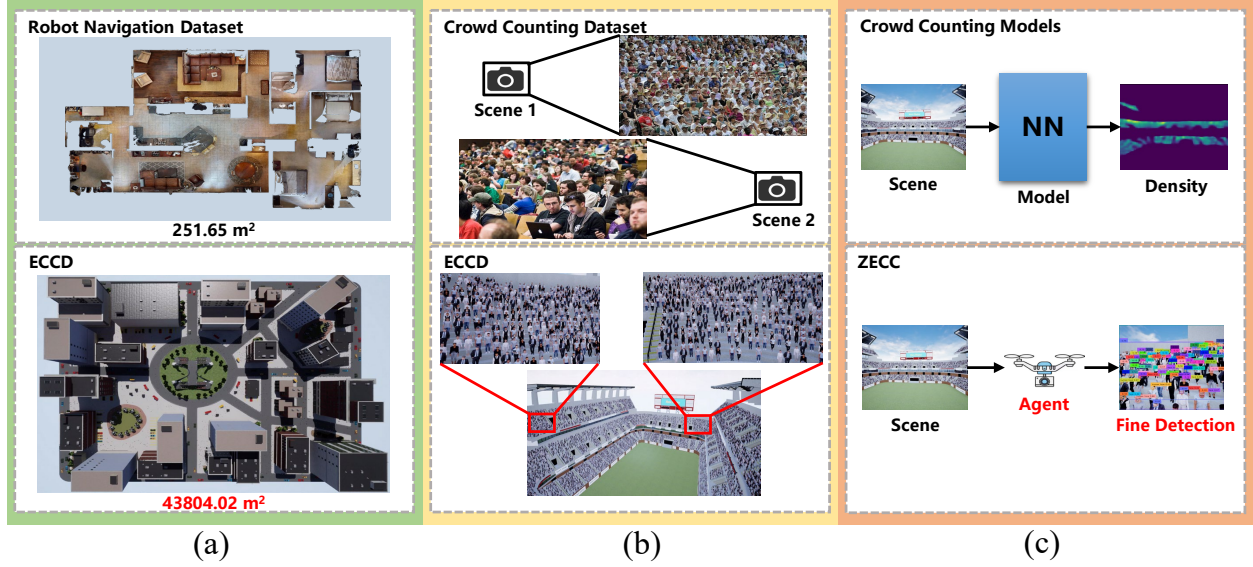 Robot Navigation Dataset
251.65 m²
ECCD
43804.02 m²
(a)
Crowd Counting Dataset
Scene 1
Scene 2
ECCD
(b)
Crowd Counting Models
NN
Scene
Model
Density
ZECC
Scene
Agent
Fine Detection
(c)